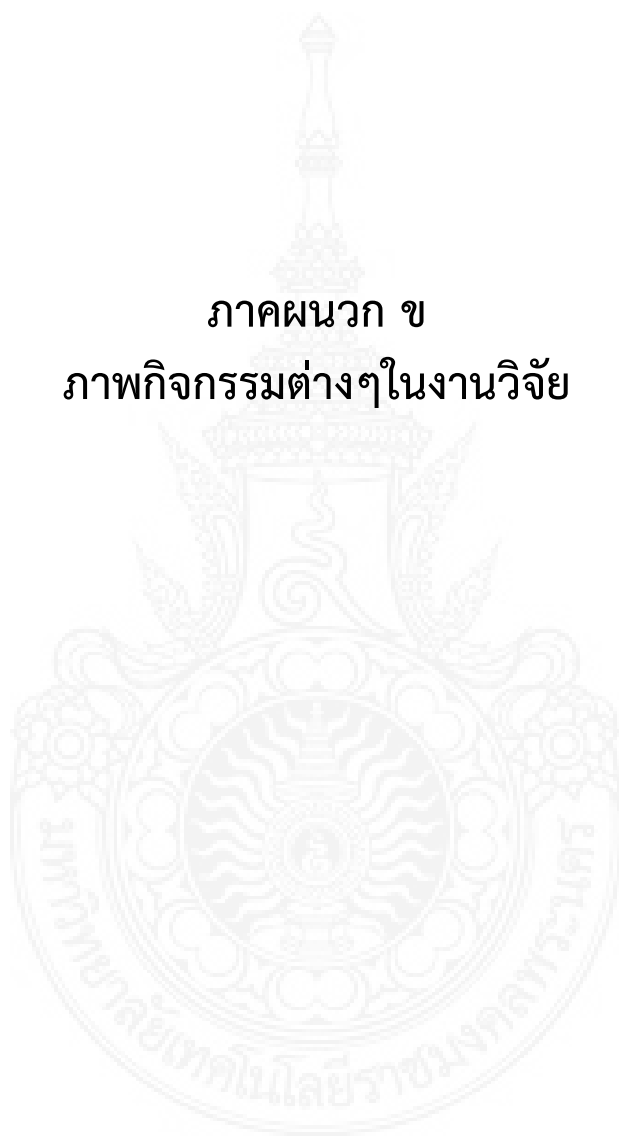 ภาคผนวก ข
ภาพกิจกรรมต่างๆในงานวิจัย
มหาวิทยาลัยเทคโนโลยีราชมงคลพระนคร